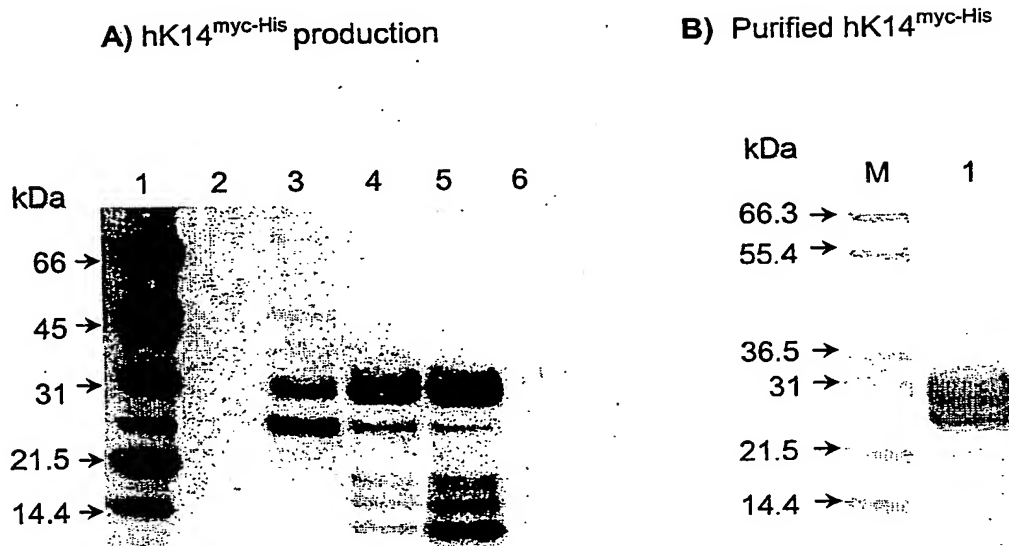 A) hK14myc-His production
kDa
1 2 3 4 5 6
66
45
31
21.5
14.4
B) Purified hK14myc-His
kDa
M 1
66.3
55.4
36.5
31
21.5
14.4